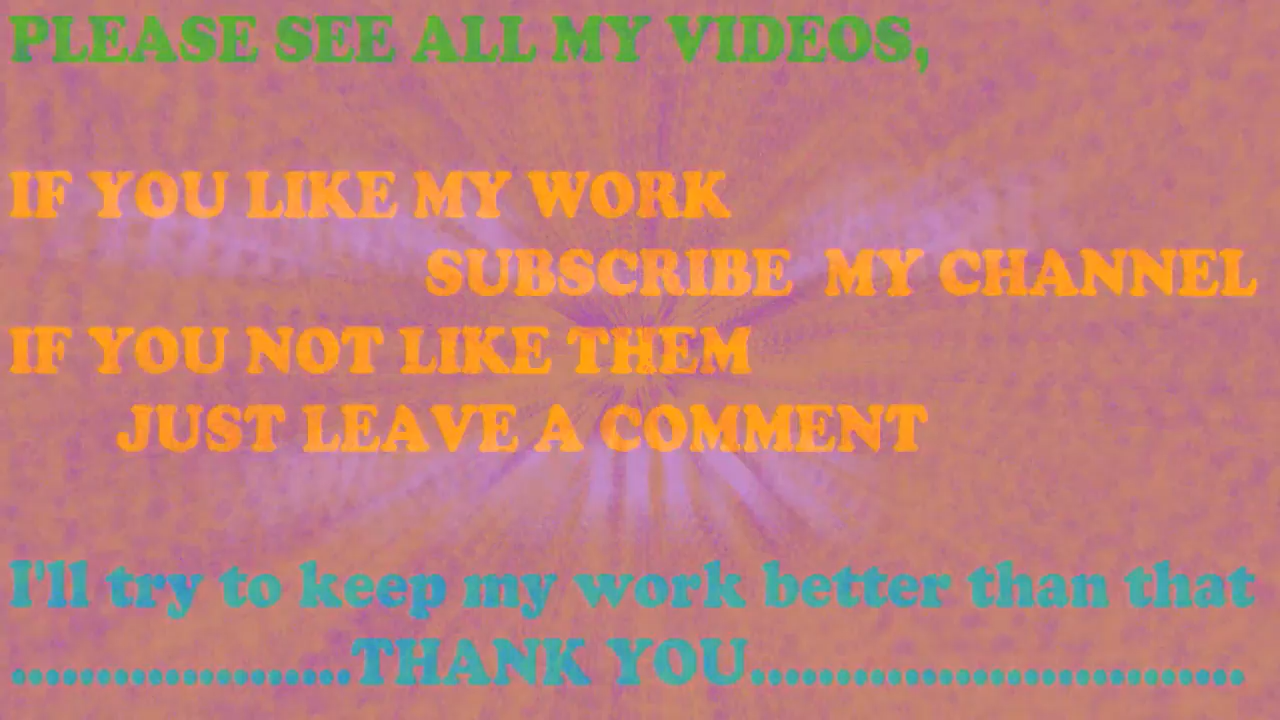 PLEASE SEE ALL MY VIDEOS,
IF YOU LIKE MY WORK
SUBSCRIBE MY CHANNEL
IF YOU NOT LIKE THEM
JUST LEAVE A COMMENT
I'll try to keep my work better than that
....................THANK YOU.............................